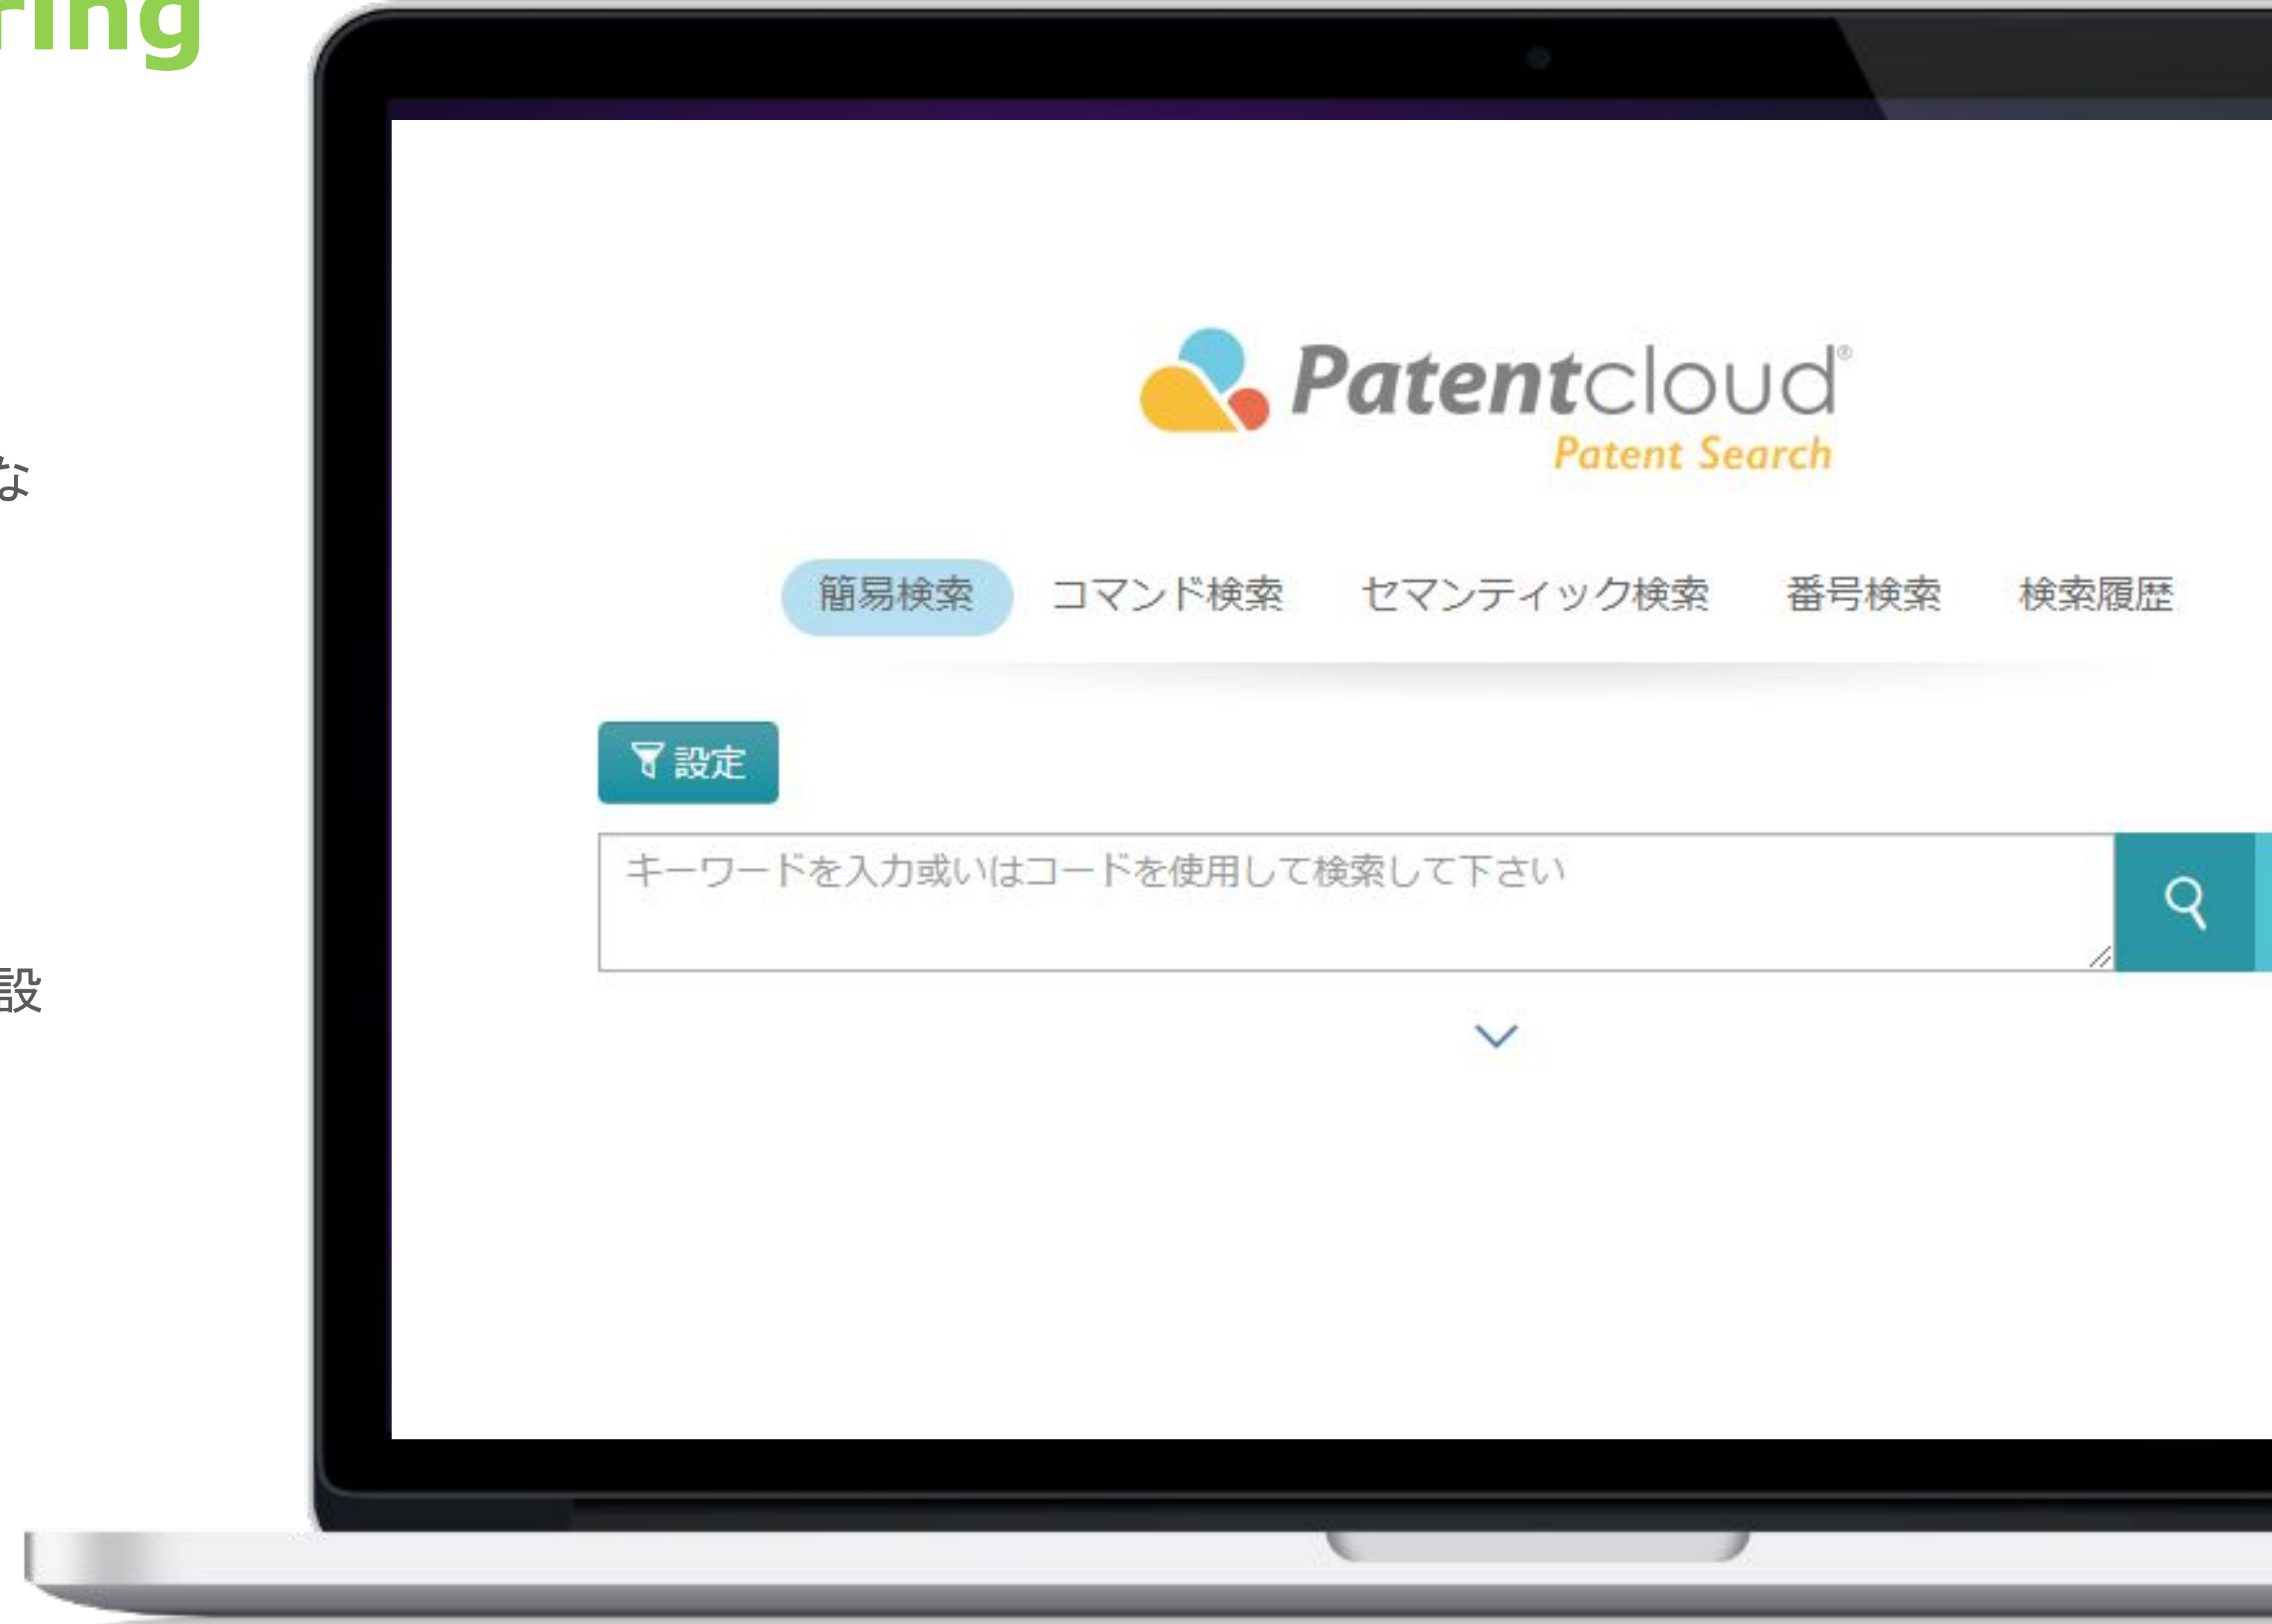 ring
な
設
Patentcloud®
Patent Search
簡易検索 コマンド検索 セマンティック検索 番号検索 検索履歴
設定
キーワードを入力或いはコードを使用して検索して下さい